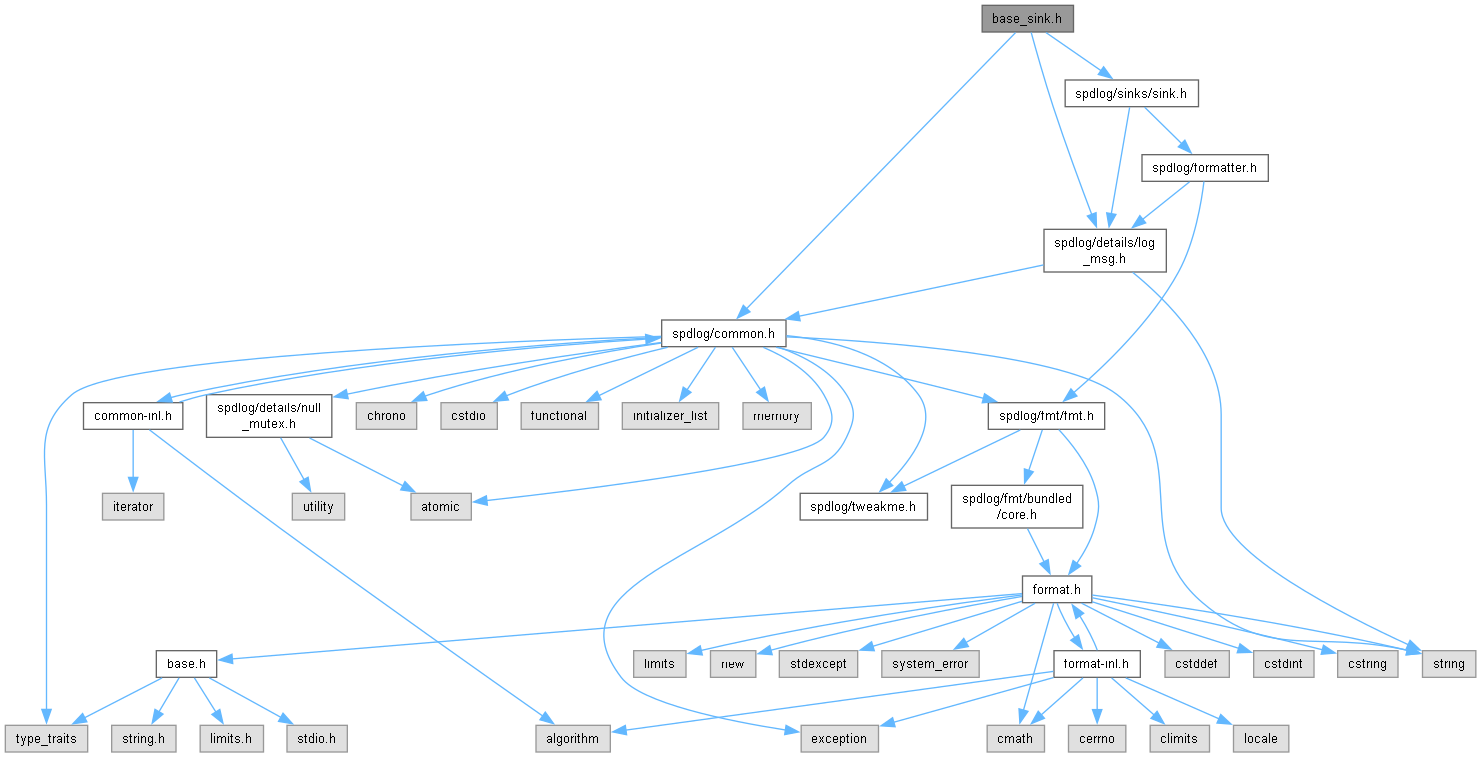 base_sink.h
spdlog/sinks/sink.h
spdlog/formatter.h
spdlog/details/log
_msg.h
spdlog/common.h
common-inl.h
spdlog/details/null
_mutex.h
chrono
cstdio
functional
initializer_list
memory
spdlog/fmt/fmt.h
iterator
utility
atomic
spdlog/tweakme.h
spdlog/fmt/bundled
/core.h
format.h
base.h
limits
new
stdexcept
system_error
format-inl.h
cstddef
cstdint
cstring
string
type_traits
string.h
limits.h
stdio.h
algorithm
exception
cmath
cerrno
climits
locale